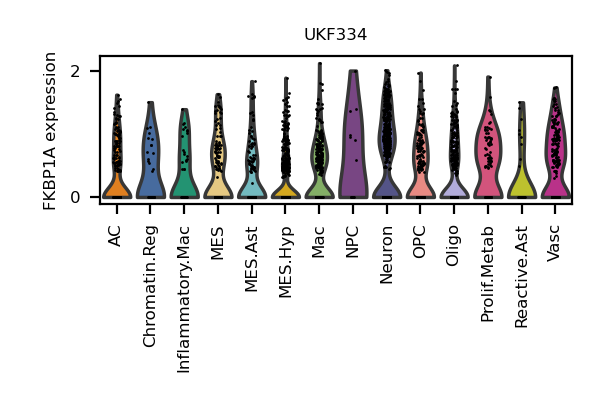 UKF334
FKBP1A expression
2
0
AC
Chromatin.Reg
Inflammatory.Mac
MES
MES.Ast
MES.Hyp
Mac
NPC
Neuron
OPC
Oligo
Prolif.Metab
Reactive.Ast
Vasc